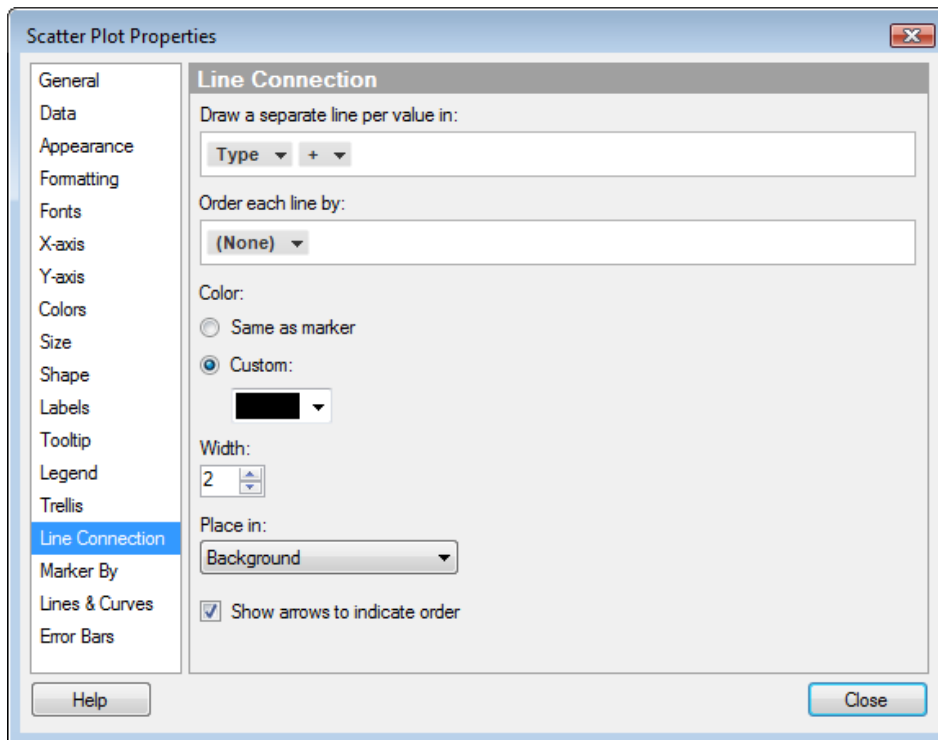 Scatter Plot Properties
General
Data
Appearance
Formatting
Fonts
X-axis
Y-axis
Colors
Size
Shape
Labels
Tooltip
Legend
Trellis
Line Connection
Marker By
Lines & Curves
Error Bars
Line Connection
Draw a separate line per value in:
Type +
Order each line by:
(None)
Color:
Same as marker
Custom:
Width:
2
Place in:
Background
Show arrows to indicate order
Help
Close